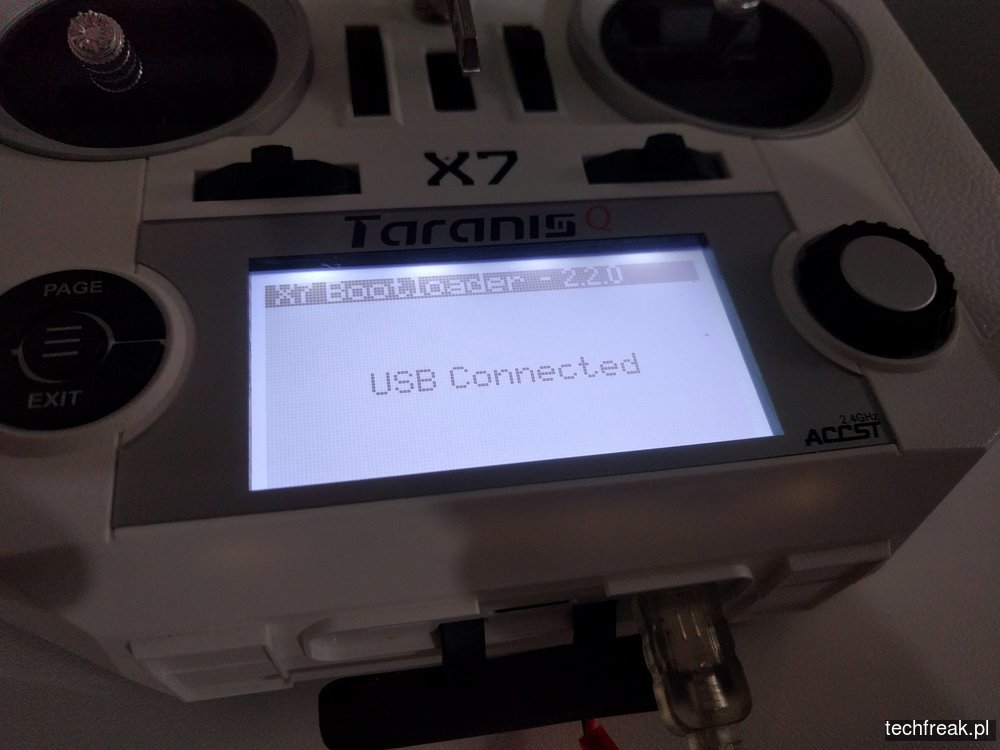 X7
Taranis Q
X7 Bootloader - 2.2.0
PAGE
USB Connected
EXIT
2.4GHz
ACCST
techfreak.pl